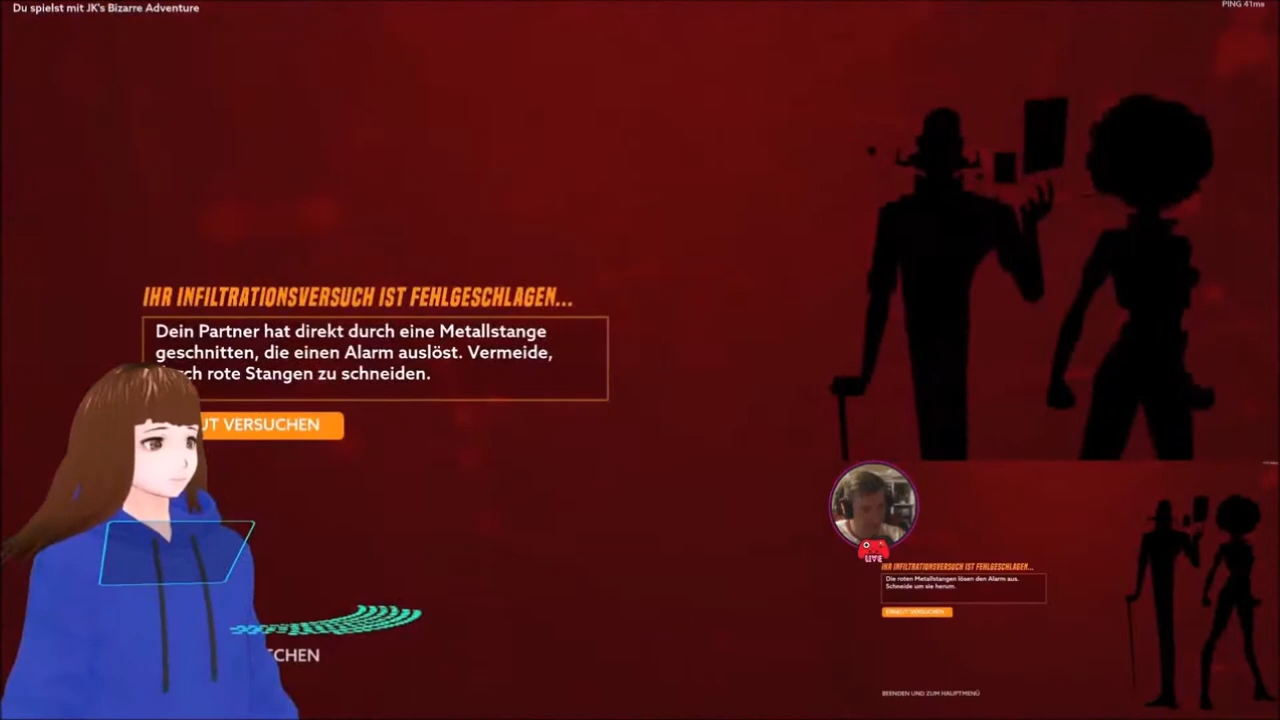 Du spielst mit JK's Bizarre Adventure
PING 41ms
IHR INFILTRATIONSVERSUCH IST FEHLGESCHLAGEN...
Dein Partner hat direkt durch eine Metallstange
geschnitten, die einen Alarm auslöst. Vermeide,
rote Stangen zu schneiden.
VERSUCHEN
LIVE
IHR INFILTRATIONSVERSUCH IST FEHLGESCHLAGEN...
Die roten Metallstangen lösen den Alarm aus.
Schneide um sie herum.
ERNEUT VERSUCHEN
BEENDEN UND ZUM HAUPTMENÜ